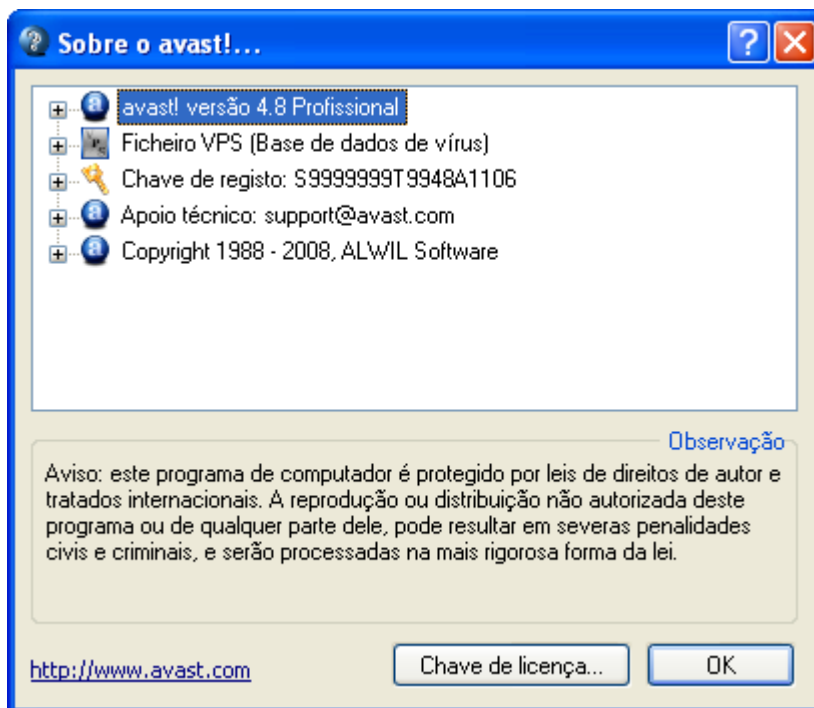 Sobre o avast!...
avast! versão 4.8 Profissional
Ficheiro VPS (Base de dados de vírus)
Chave de registo: S9999999T9948A1106
Apoio técnico: support@avast.com
Copyright 1988 - 2008, ALWIL Software
Observação
Aviso: este programa de computador é protegido por leis de direitos de autor e
tratados internacionais. A reprodução ou distribuição não autorizada deste
programa ou de qualquer parte dele, pode resultar em severas penalidades
civis e criminais, e serão processadas na mais rigorosa forma da lei.
http://www.avast.com
Chave de licença...
OK